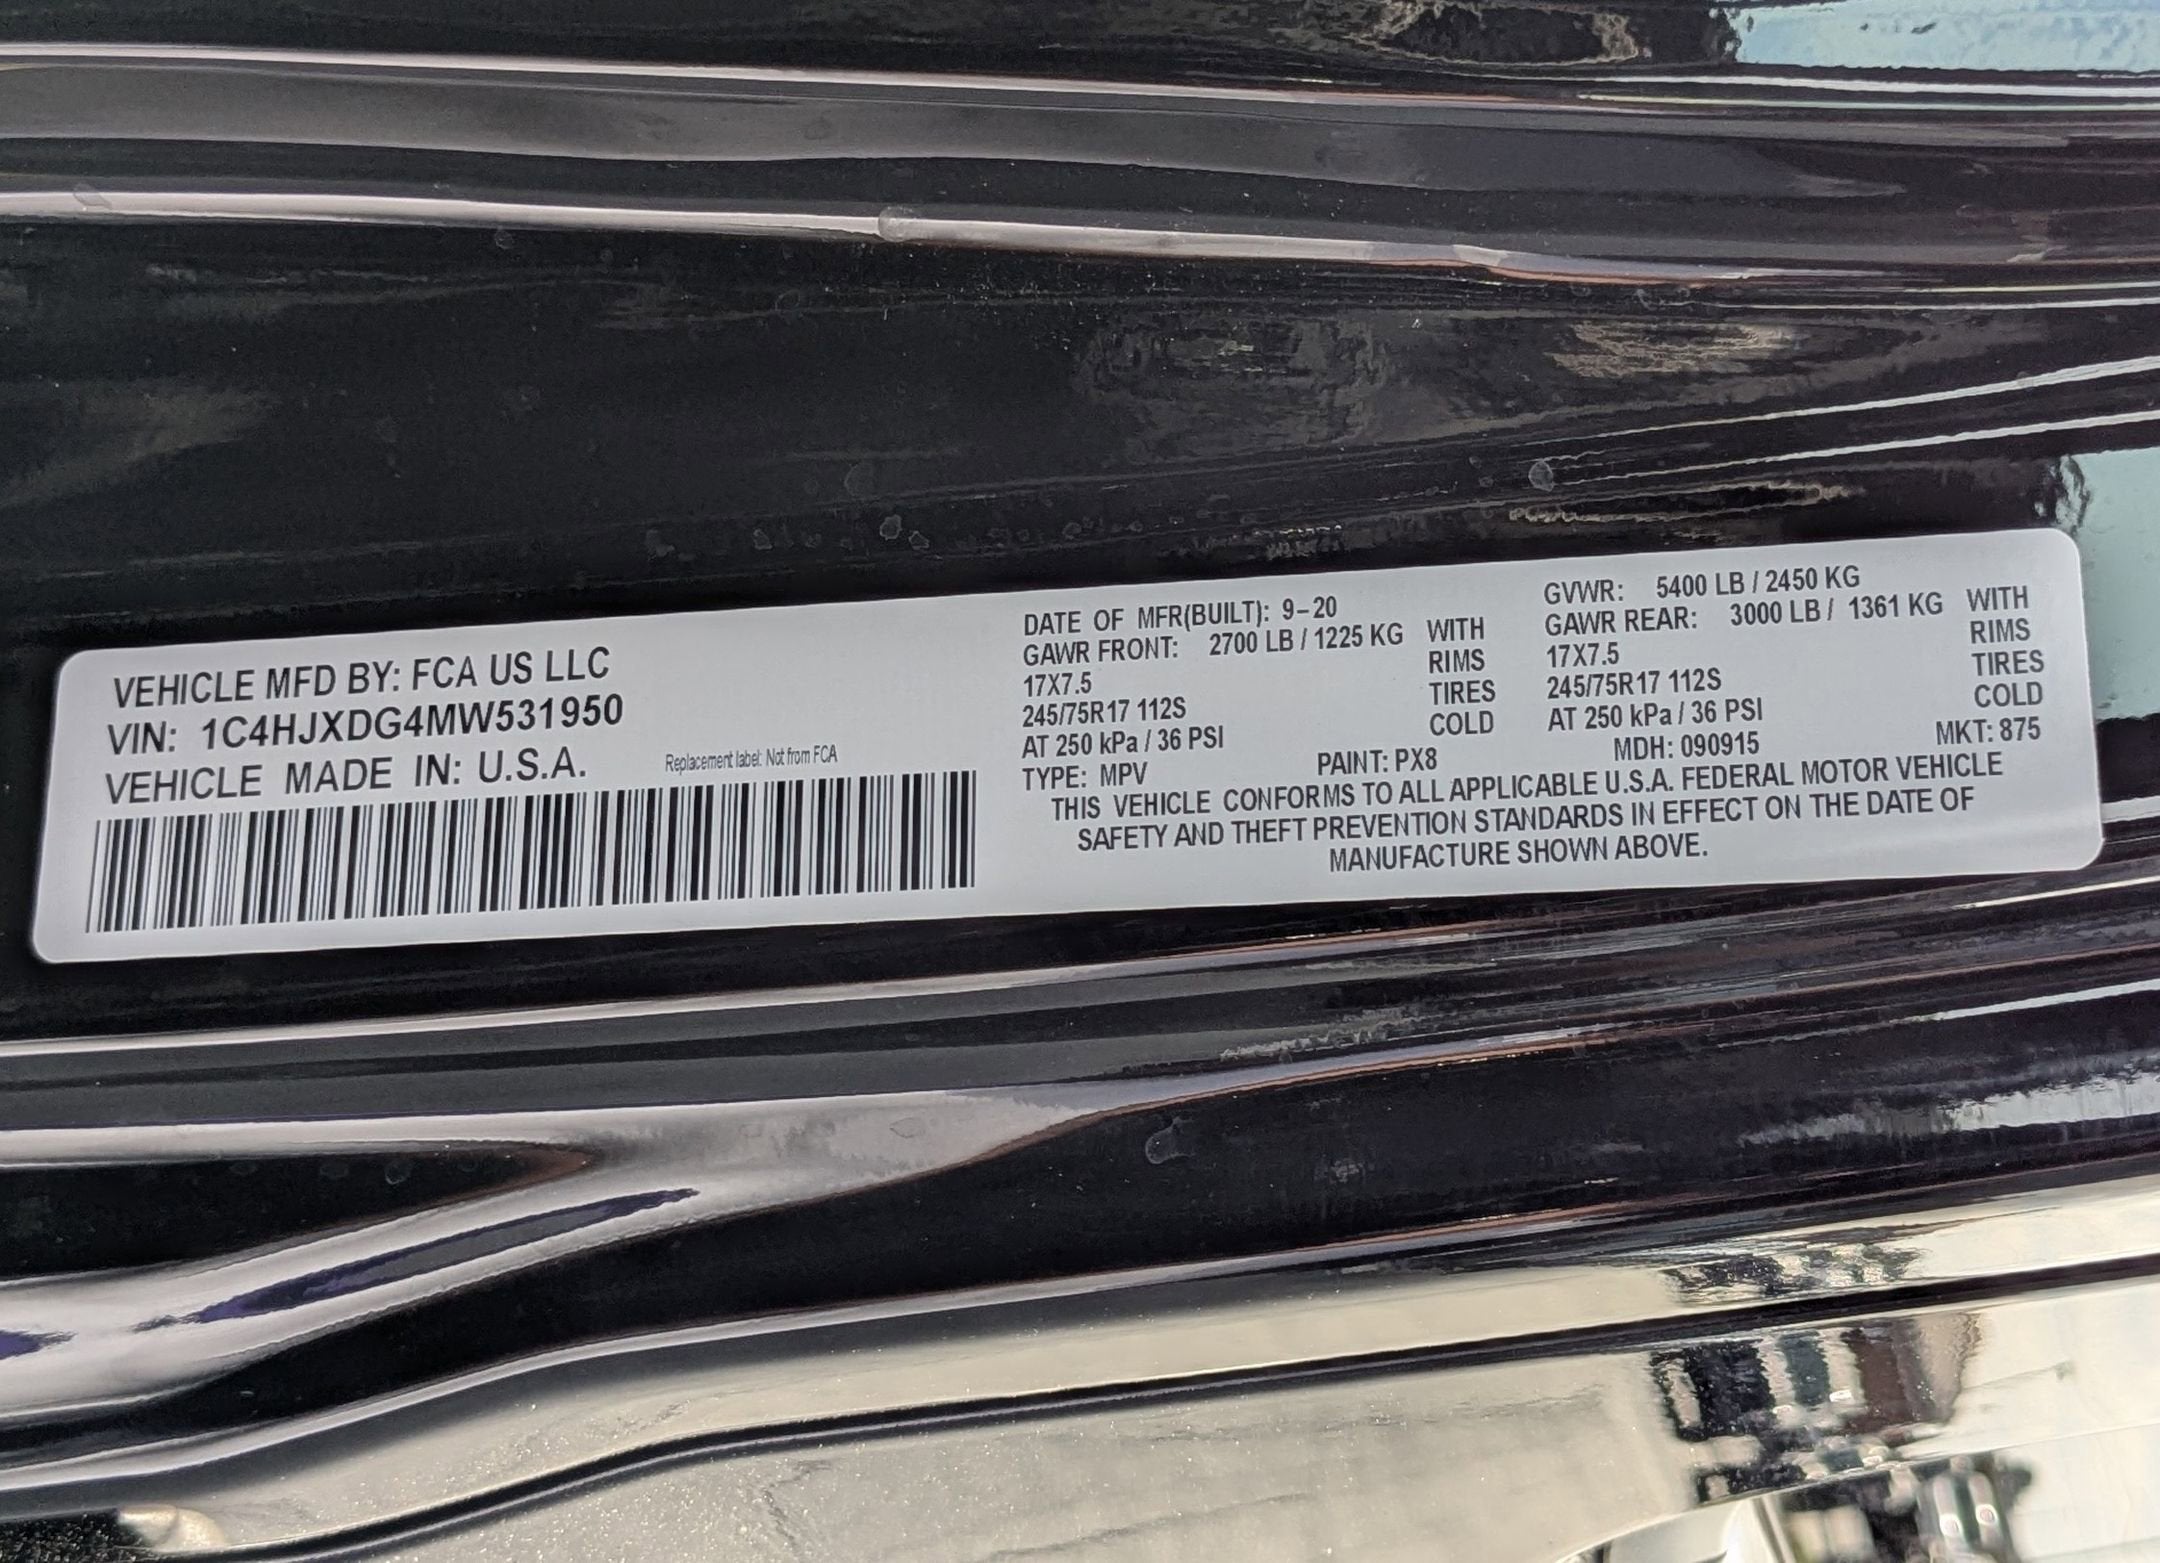 VEHICLE MFD BY: FCA US LLC
VIN: 1C4HJXDG4MW531950
VEHICLE MADE IN: U.S.A.
Replacement label: Not from FCA
DATE OF MFR(BUILT): 9-20
GAWR FRONT: 2700 LB / 1225 KG WITH
17X7.5 RIMS
245/75R17 112S TIRES
AT 250 kPa / 36 PSI COLD
GVWR: 5400 LB / 2450 KG
GAWR REAR: 3000 LB / 1361 KG WITH
17X7.5 RIMS
245/75R17 112S TIRES
AT 250 kPa / 36 PSI COLD
TYPE: MPV PAINT: PX8 MDH: 090915 MKT: 875
THIS VEHICLE CONFORMS TO ALL APPLICABLE U.S.A. FEDERAL MOTOR VEHICLE
SAFETY AND THEFT PREVENTION STANDARDS IN EFFECT ON THE DATE OF
MANUFACTURE SHOWN ABOVE.